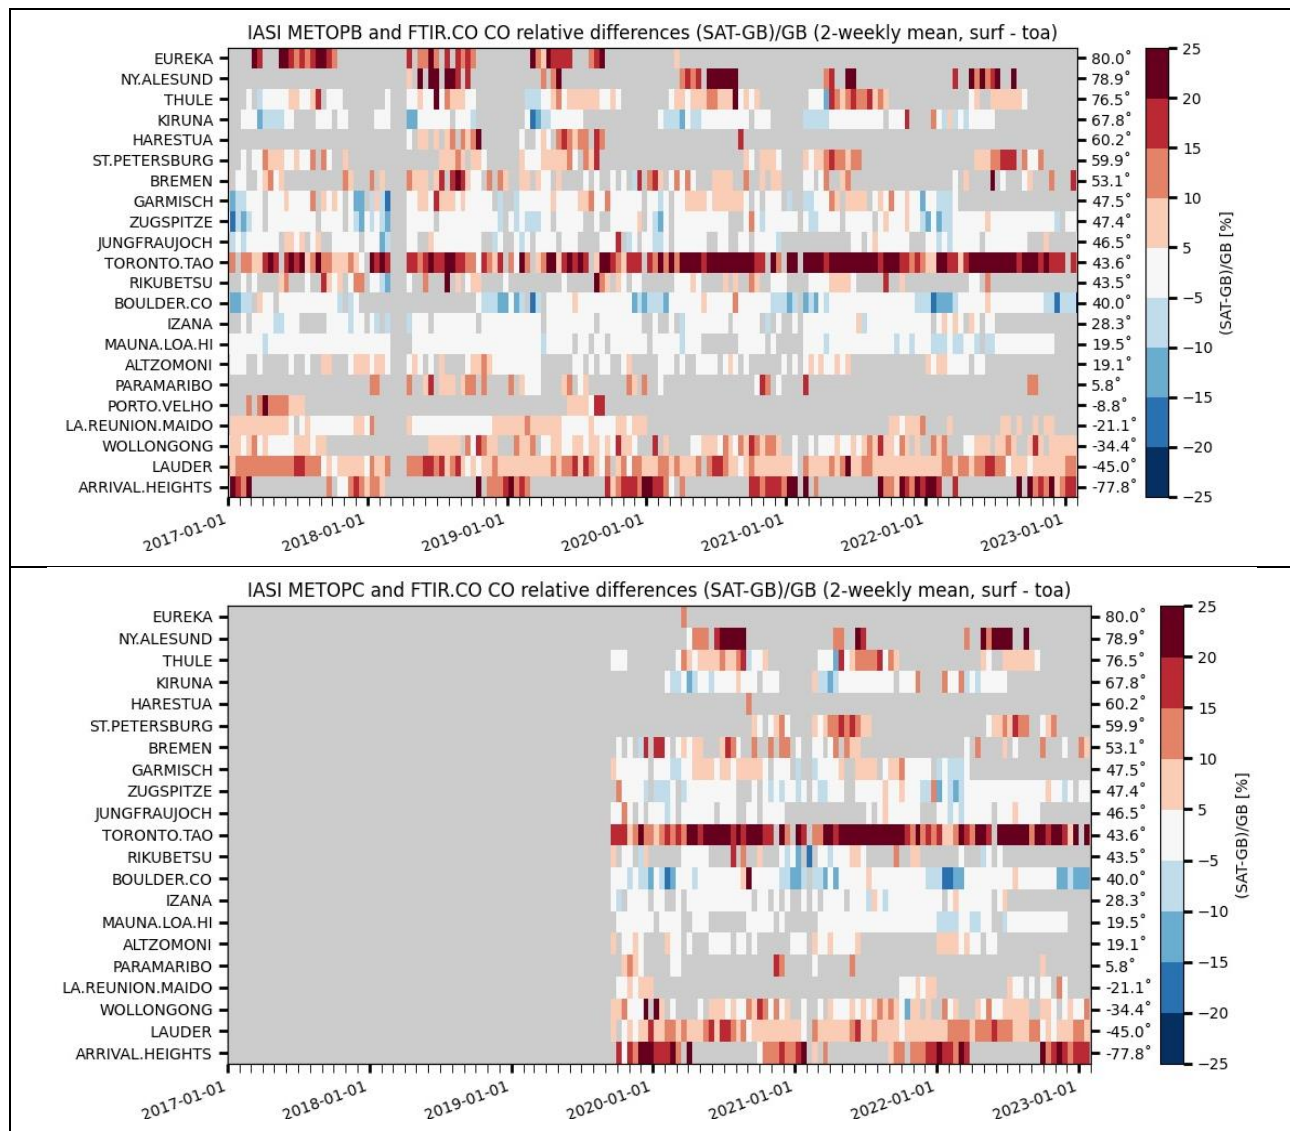 IASI METOPB and FTIR.CO CO relative differences (SAT-GB)/GB (2-weekly mean, surf - toa)
EUREKA 80.0˚
NY.ALESUND 78.9˚
THULE 76.5˚
KIRUNA 67.8˚
HARESTUA 60.2˚
ST.PETERSBURG 59.9˚
BREMEN 53.1˚
GARMISCH 47.5˚
ZUGSPITZE 47.4˚
JUNGFRAUJOCH 46.5˚
TORONTO.TAO 43.6˚
RIKUBETSU 43.5˚
BOULDER.CO 40.0˚
IZANA 28.3˚
MAUNA.LOA.HI 19.5˚
ALTZOMONI 19.1˚
PARAMARIBO 5.8˚
PORTO.VELHO -8.8˚
LA.REUNION.MAIDO -21.1˚
WOLLONGONG -34.4˚
LAUDER -45.0˚
ARRIVAL.HEIGHTS -77.8˚
2017-01-01 2018-01-01 2019-01-01 2020-01-01 2021-01-01 2022-01-01 2023-01-01
25
20
15
10
5
−5
−10
−15
−20
−25
(SAT-GB)/GB [%]
IASI METOPC and FTIR.CO CO relative differences (SAT-GB)/GB (2-weekly mean, surf - toa)
EUREKA 80.0˚
NY.ALESUND 78.9˚
THULE 76.5˚
KIRUNA 67.8˚
HARESTUA 60.2˚
ST.PETERSBURG 59.9˚
BREMEN 53.1˚
GARMISCH 47.5˚
ZUGSPITZE 47.4˚
JUNGFRAUJOCH 46.5˚
TORONTO.TAO 43.6˚
RIKUBETSU 43.5˚
BOULDER.CO 40.0˚
IZANA 28.3˚
MAUNA.LOA.HI 19.5˚
ALTZOMONI 19.1˚
PARAMARIBO 5.8˚
LA.REUNION.MAIDO -21.1˚
WOLLONGONG -34.4˚
LAUDER -45.0˚
ARRIVAL.HEIGHTS -77.8˚
2017-01-01 2018-01-01 2019-01-01 2020-01-01 2021-01-01 2022-01-01 2023-01-01
25
20
15
10
5
−5
−10
−15
−20
−25
(SAT-GB)/GB [%]